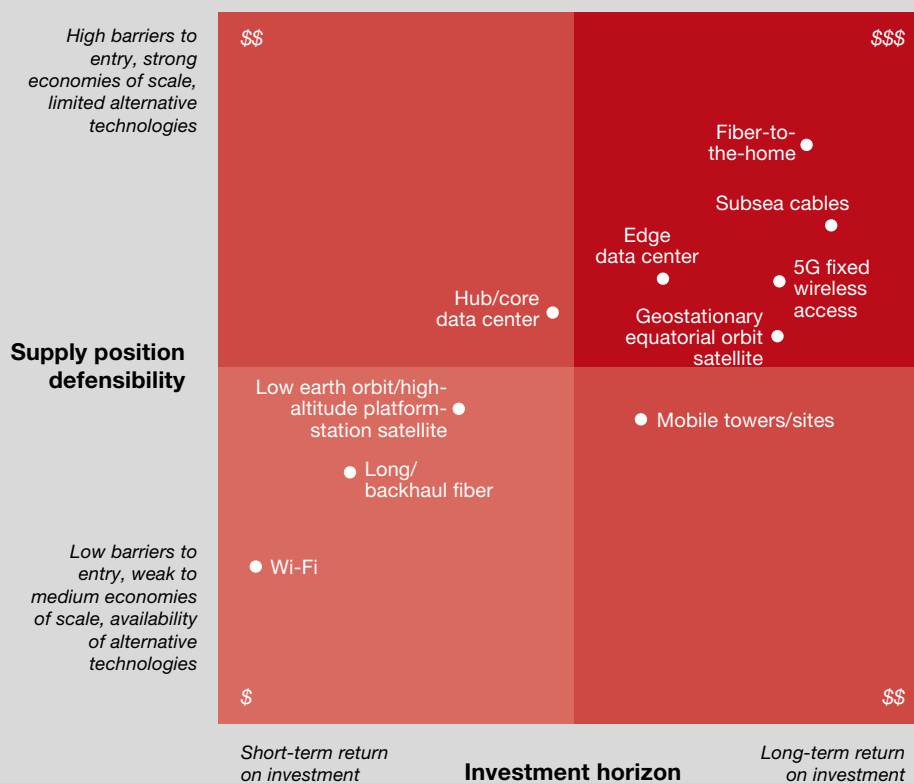 High barriers to
entry, strong
economies of scale,
limited alternative
technologies
$$
$$$
Fiber-to-
the-home
Subsea cables
Edge
data center
5G fixed
wireless
access
Hub/core
data center
Geostationary
equatorial orbit
satellite
Supply position
defensibility
Low earth orbit/high-
altitude platform-
station satellite
Mobile towers/sites
Long/
backhaul fiber
Low barriers to
entry, weak to
medium economies
of scale, availability
of alternative
technologies
Wi-Fi
$
$$
Short-term return
on investment
Investment horizon
Long-term return
on investment